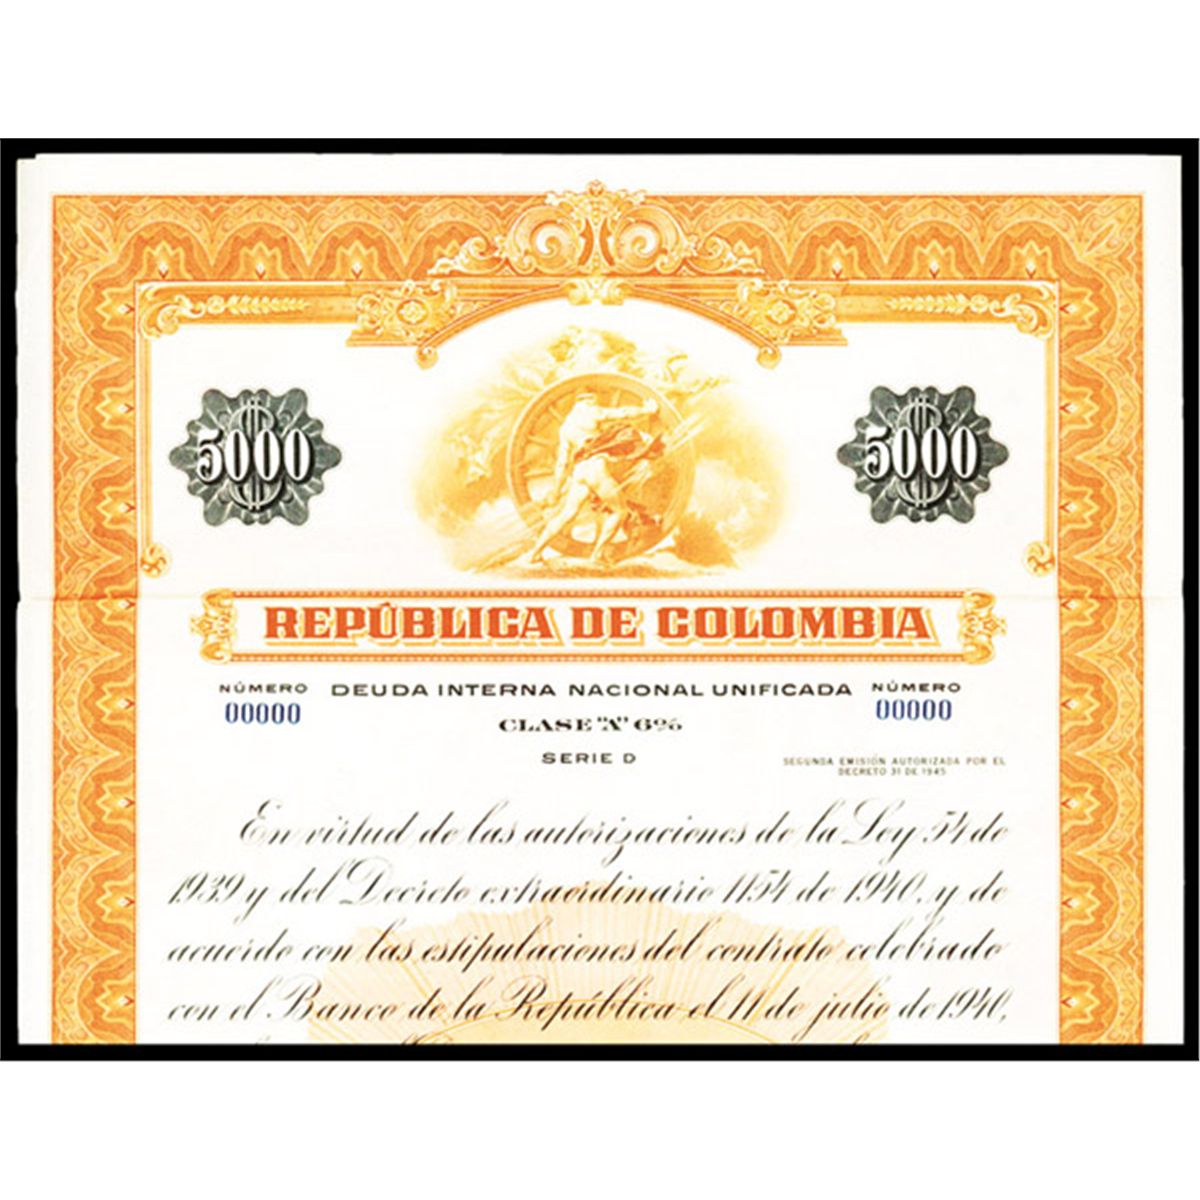 5000 5000
REPÚBLICA DE COLOMBIA
NÚMERO DEUDA INTERNA NACIONAL UNIFICADA NÚMERO
00000 00000
CLASE "A" 6%
SERIE D
SEGUNDA EMISIÓN AUTORIZADA POR EL
DECRETO 31 DE 1945
En virtud de las autorizaciones de la Ley 54 de
1939 y del Decreto extraordinario 1154 de 1940, y de
acuerdo con las estipulaciones del contrato celebrado
con el Banco de la República el 11 de julio de 1940,